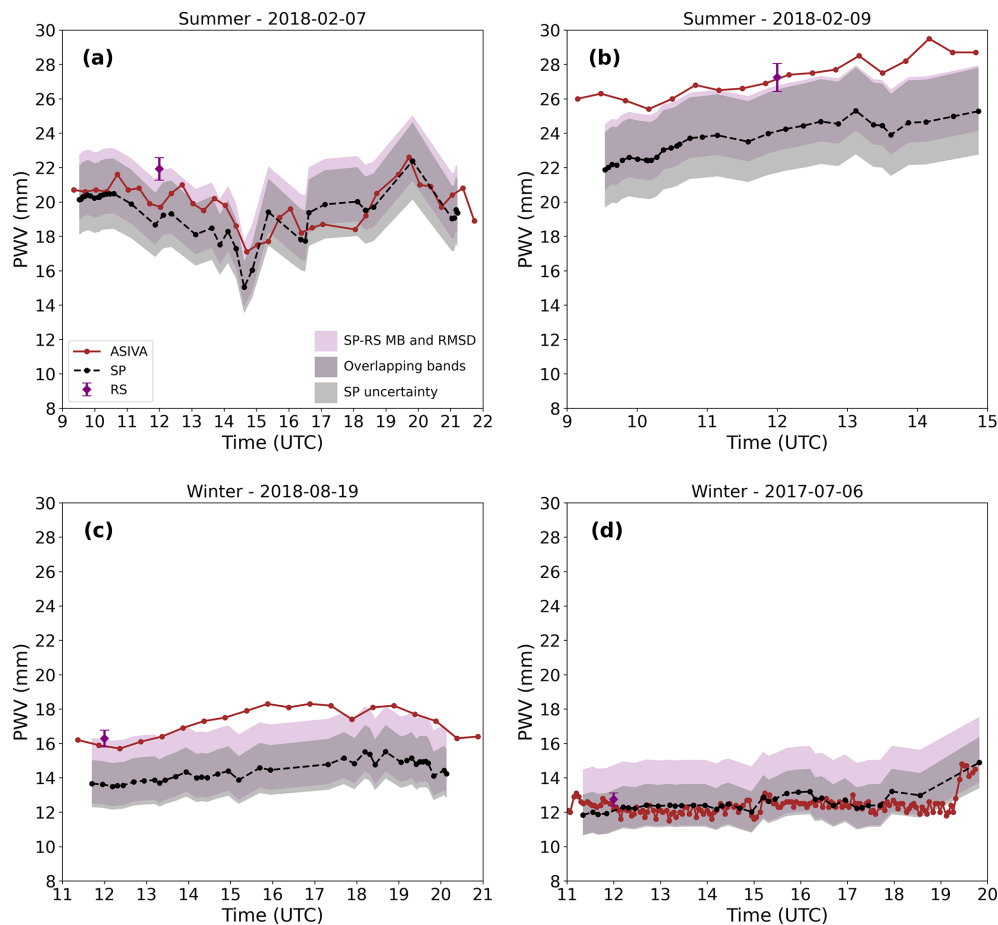 Summer - 2018-02-07
(a)
30
28
26
24
22
20
18
16
14
12
10
8
PWV (mm)
ASIVA
SP
RS
SP-RS MB and RMSD
Overlapping bands
SP uncertainty
9 10 11 12 13 14 15 16 17 18 19 20 21 22
Time (UTC)
Summer - 2018-02-09
(b)
30
28
26
24
22
20
18
16
14
12
10
8
PWV (mm)
9 10 11 12 13 14 15
Time (UTC)
Winter - 2018-08-19
(c)
30
28
26
24
22
20
18
16
14
12
10
8
PWV (mm)
11 12 13 14 15 16 17 18 19 20 21
Time (UTC)
Winter - 2017-07-06
(d)
30
28
26
24
22
20
18
16
14
12
10
8
PWV (mm)
11 12 13 14 15 16 17 18 19 20
Time (UTC)